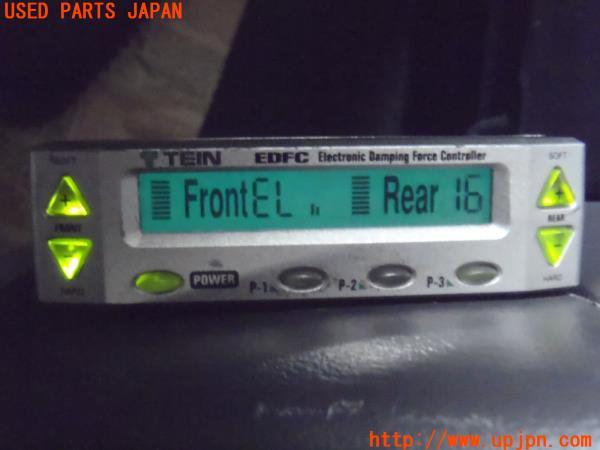 USED PARTS JAPAN
TEIN EDFC Electronic Damping Force Controller
SOFT
FrontEL Rear 16
+ FRONT -
+ REAR -
HARD HARD
POWER P-1 P-2 P-3
http://www.upjpn.com/